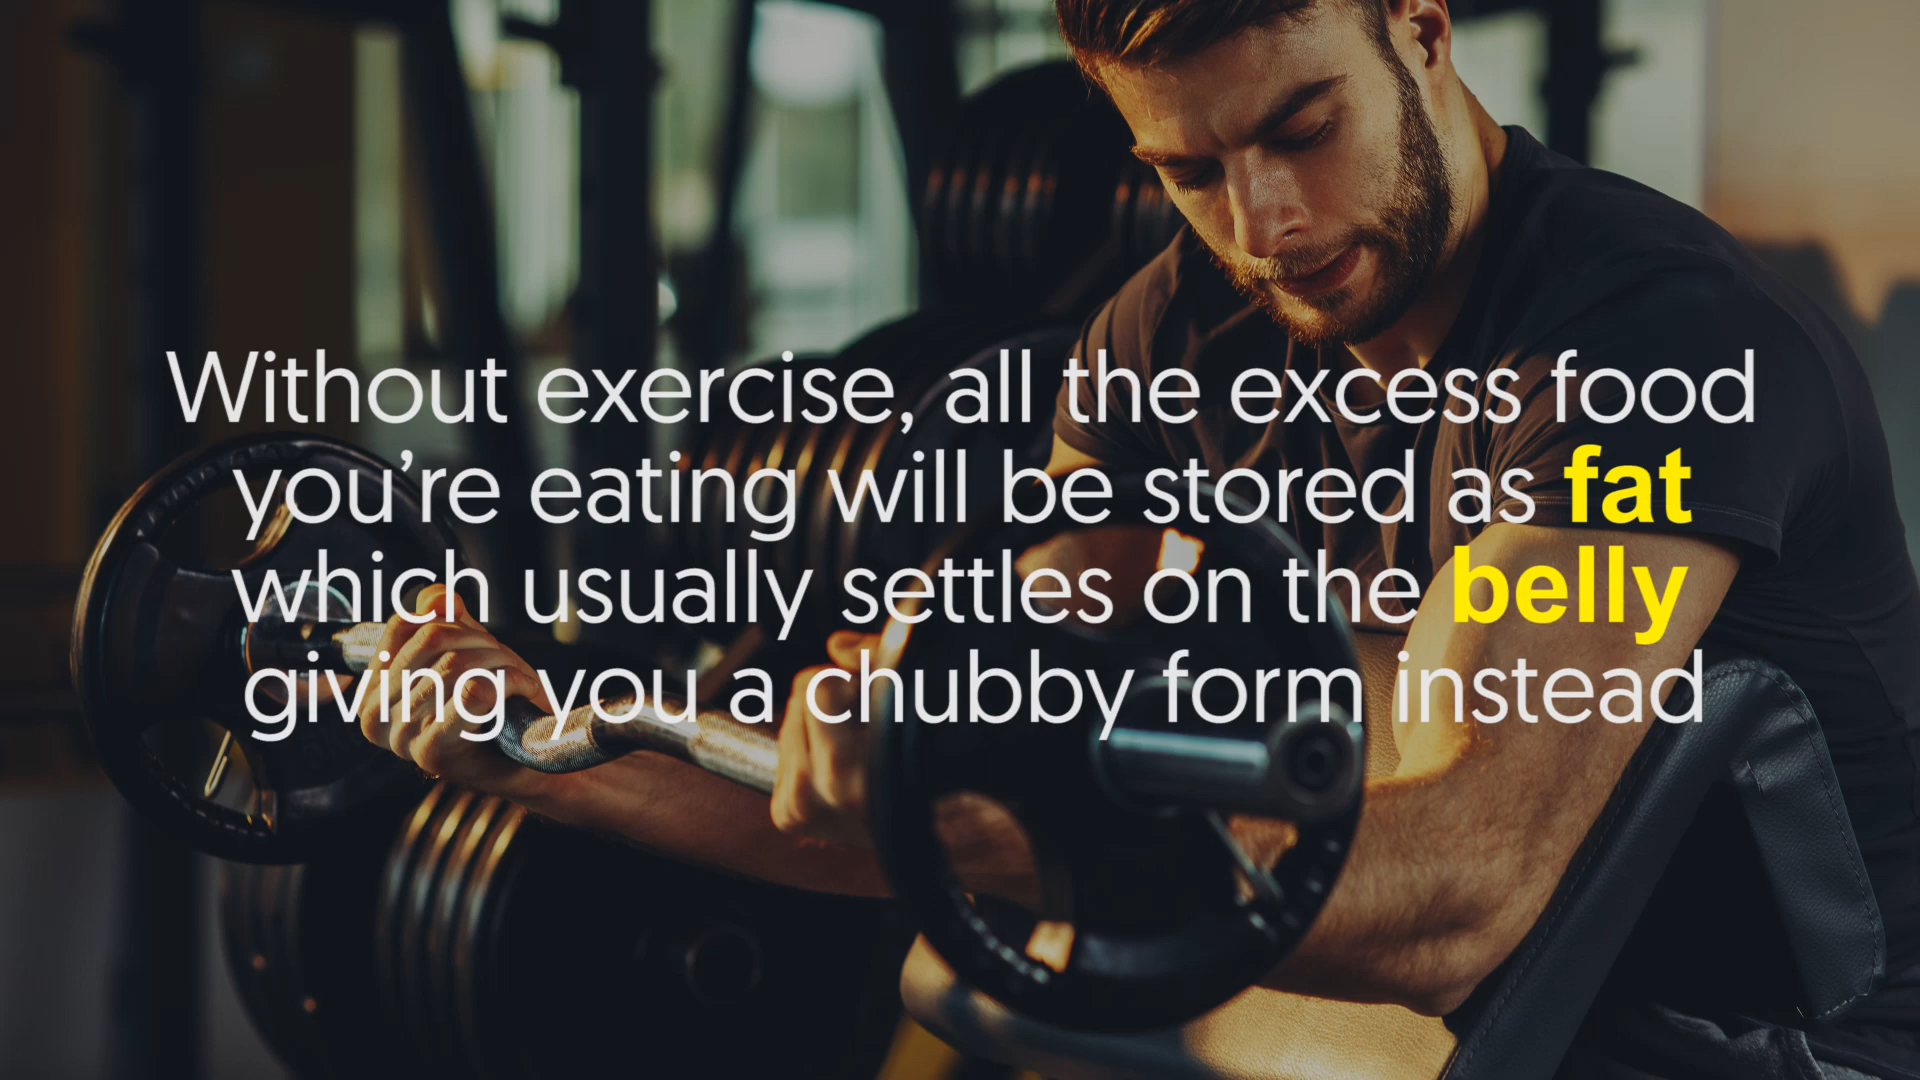 Without exercise, all the excess food
you’re eating will be stored as fat
which usually settles on the belly
giving you a chubby form instead